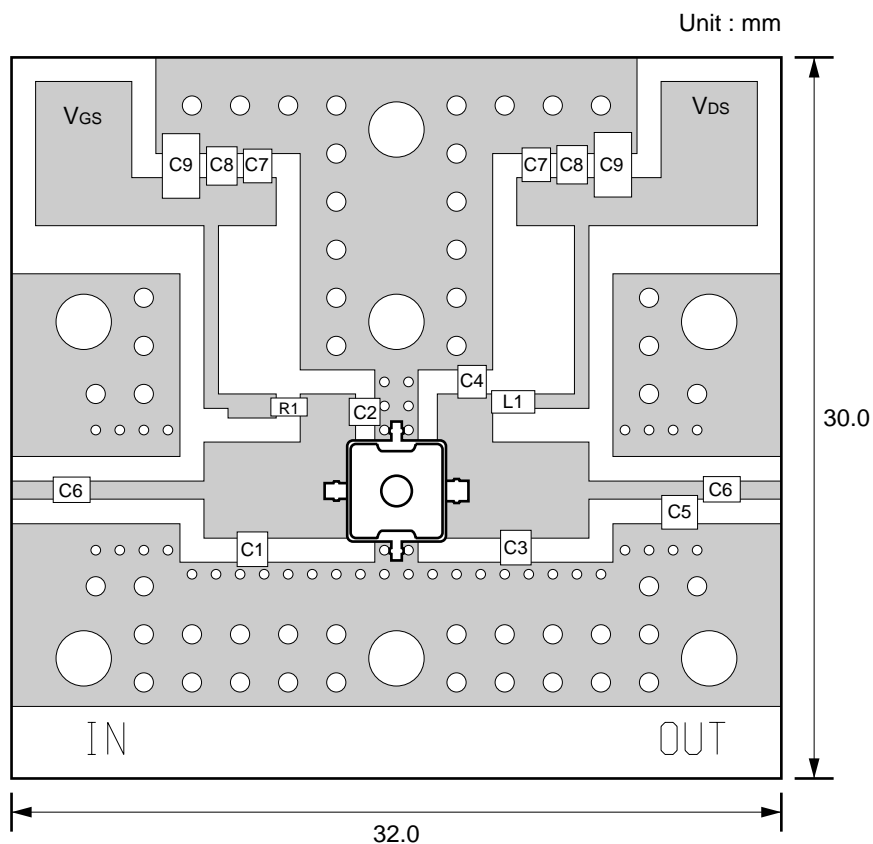 Unit : mm
VGS
VDS
C9 C8 C7
C7 C8 C9
C4
R1
C2
L1
30.0
C6
C6
C5
C1
C3
IN
OUT
32.0